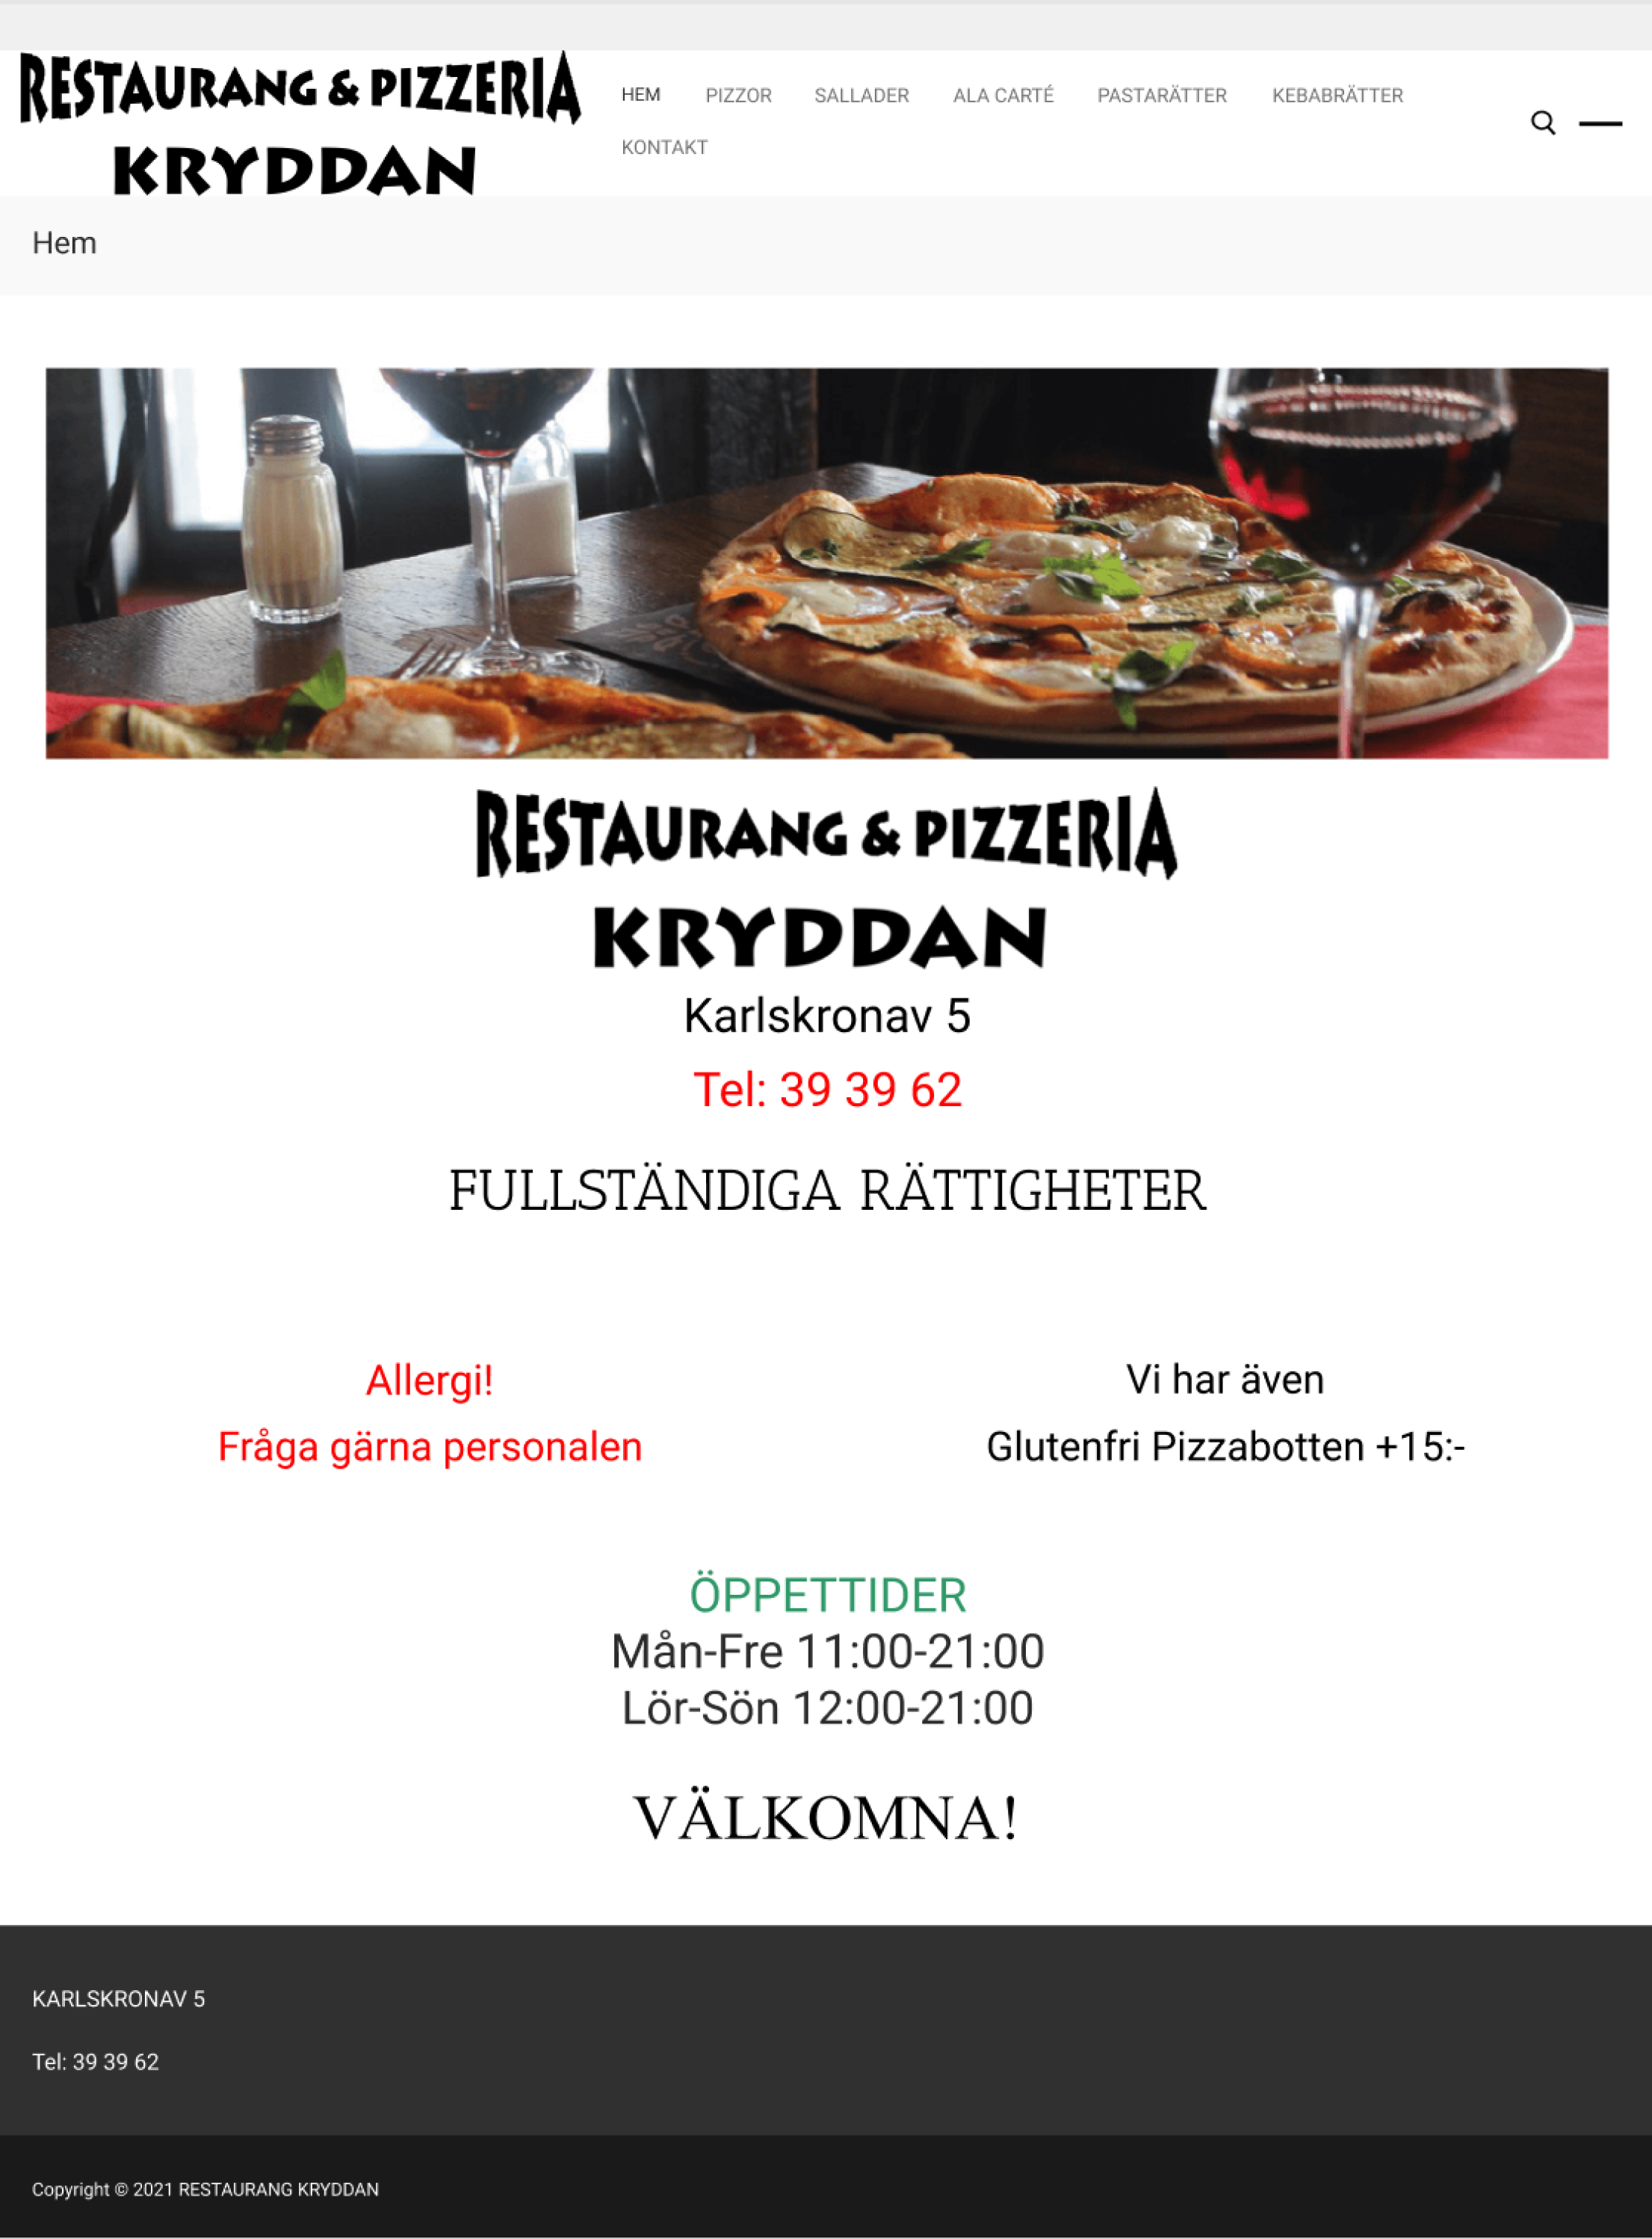 RESTAURANG & PIZZERIA
KRYDDAN
HEM PIZZOR SALLADER ALA CARTÉ PASTARÄTTER KEBABRÄTTER
KONTAKT
Hem
RESTAURANG & PIZZERIA
KRYDDAN
Karlskronav 5
Tel: 39 39 62
FULLSTÄNDIGA RÄTTIGHETER
Allergi!
Fråga gärna personalen
Vi har även
Glutenfri Pizzabotten +15:-
ÖPPETTIDER
Mån-Fre 11:00-21:00
Lör-Sön 12:00-21:00
VÄLKOMNA!
KARLSKRONAV 5
Tel: 39 39 62
Copyright © 2021 RESTAURANG KRYDDAN